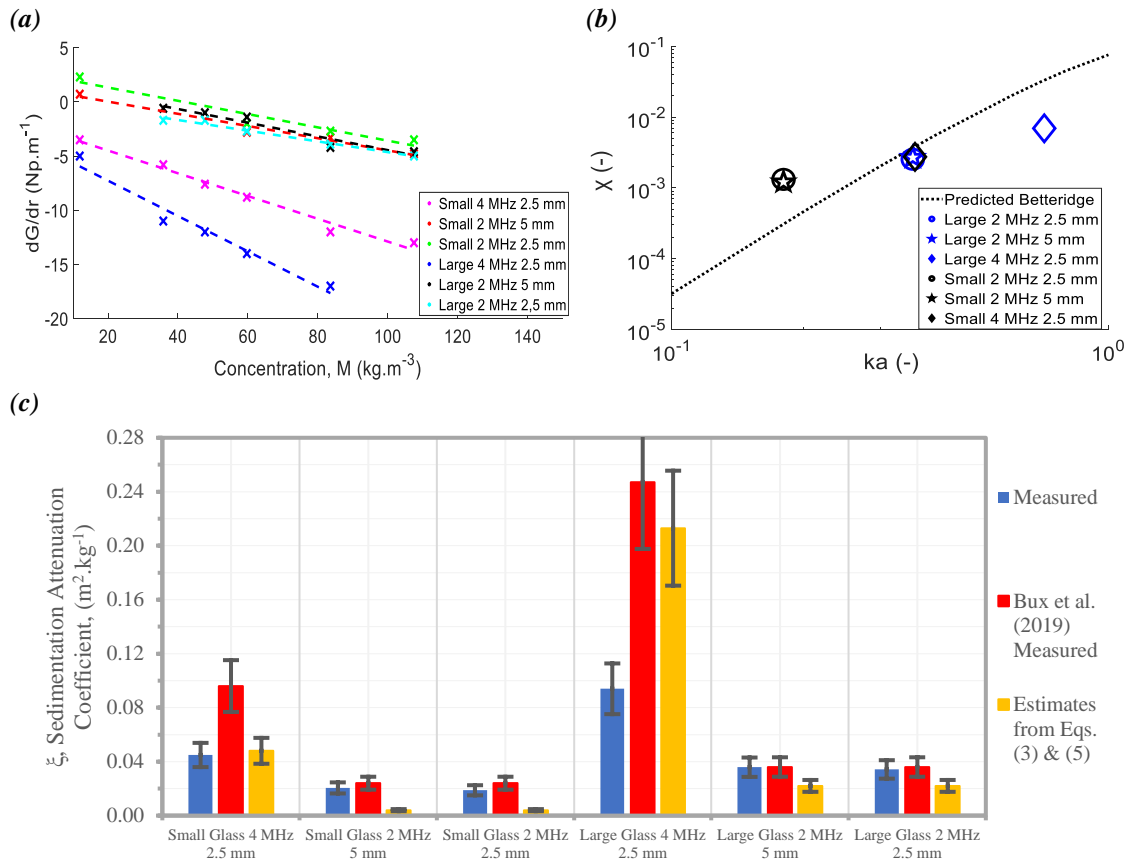 (a)
5
0
-5
-10
-15
-20
dG/dr (Np.m-1)
20
40
60
80
100
120
140
Concentration, M (kg.m-3)
Small 4 MHz 2.5 mm
Small 2 MHz 5 mm
Small 2 MHz 2.5 mm
Large 4 MHz 2.5 mm
Large 2 MHz 5 mm
Large 2 MHz 2,5 mm
(b)
10-1
10-2
10-3
10-4
10-5
χ (-)
10-1
100
ka (-)
Predicted Betteridge
Large 2 MHz 2.5 mm
Large 2 MHz 5 mm
Large 4 MHz 2.5 mm
Small 2 MHz 2.5 mm
Small 2 MHz 5 mm
Small 4 MHz 2.5 mm
(c)
0.28
0.24
0.20
0.16
0.12
0.08
0.04
0.00
ξ, Sedimentation Attenuation
Coefficient, (m2.kg-1)
Small Glass 4 MHz
2.5 mm
Small Glass 2 MHz
5 mm
Small Glass 2 MHz
2.5 mm
Large Glass 4 MHz
2.5 mm
Large Glass 2 MHz
5 mm
Large Glass 2 MHz
2.5 mm
Measured
Bux et al.
(2019)
Measured
Estimates
from Eqs.
(3) & (5)